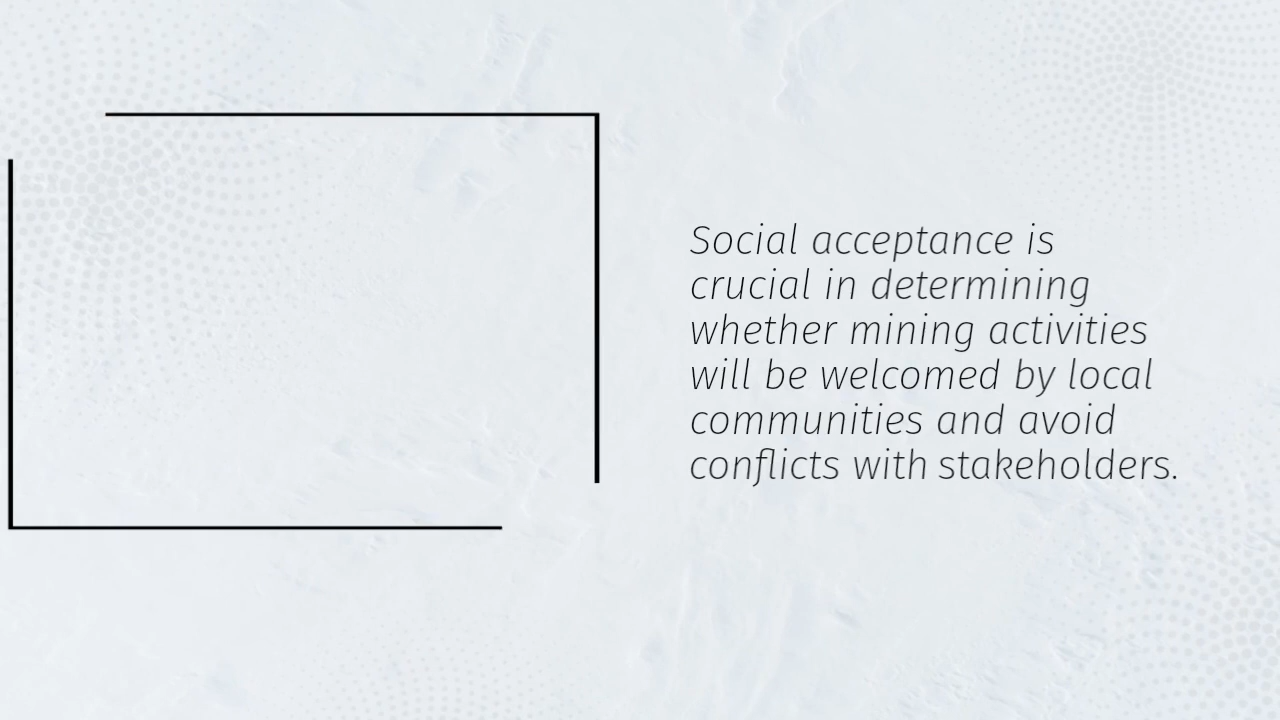 Social acceptance is
crucial in determining
whether mining activities
will be welcomed by local
communities and avoid
conflicts with stakeholders.